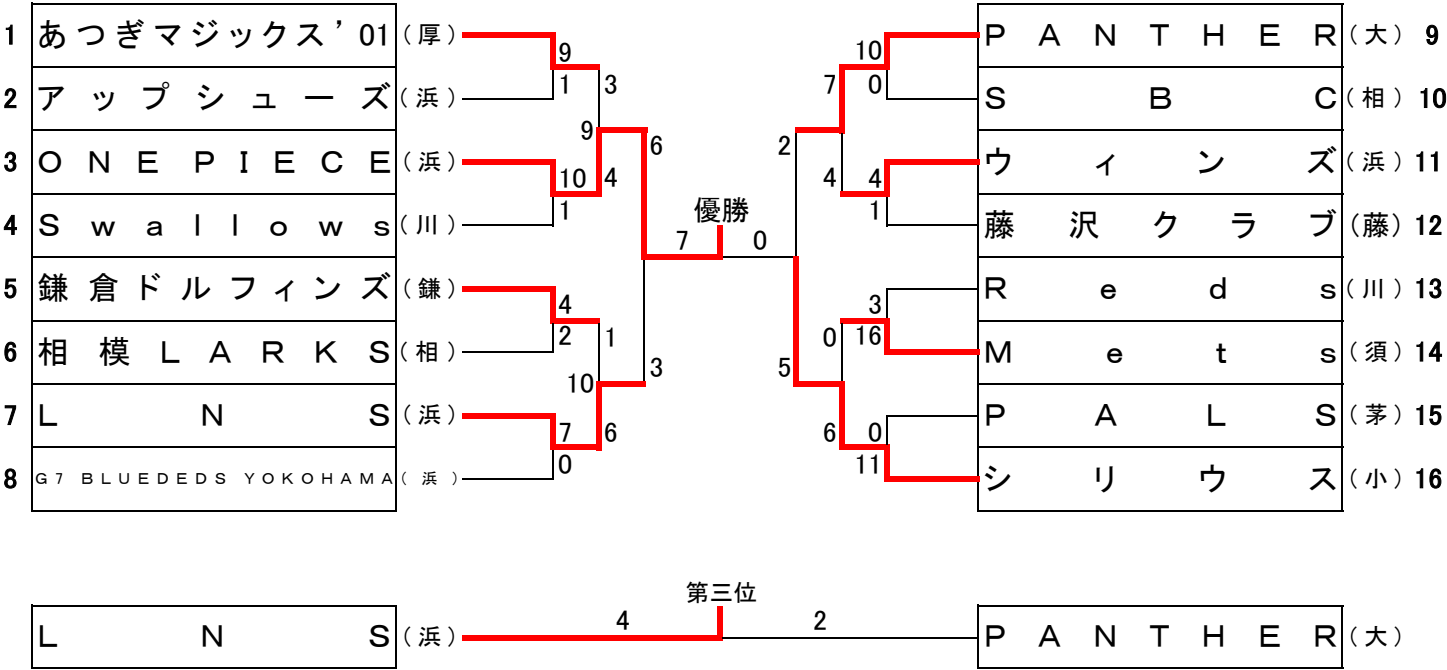 1 あつぎマジックス’01 (厚) 9 10 PANTHER (大) 9
2 アップシューズ (浜) 1 3 7 0 SBC (相) 10
9 6 2
3 ONE PIECE (浜) 10 4 4 4 ウィンズ (浜) 11
4 Swallows (川) 1 1 藤沢クラブ (藤) 12
優勝
7 0
5 鎌倉ドルフィンズ (鎌) 4 3 Reds (川) 13
6 相模LARKS (相) 2 1 0 16 Mets (須) 14
10 3 5
7 LNS (浜) 7 6 6 0 PALS (茅) 15
8 G7 BLUEDEDS YOKOHAMA (浜) 0 11 シリウス (小) 16
第三位
LNS (浜) 4 2 PANTHER (大)